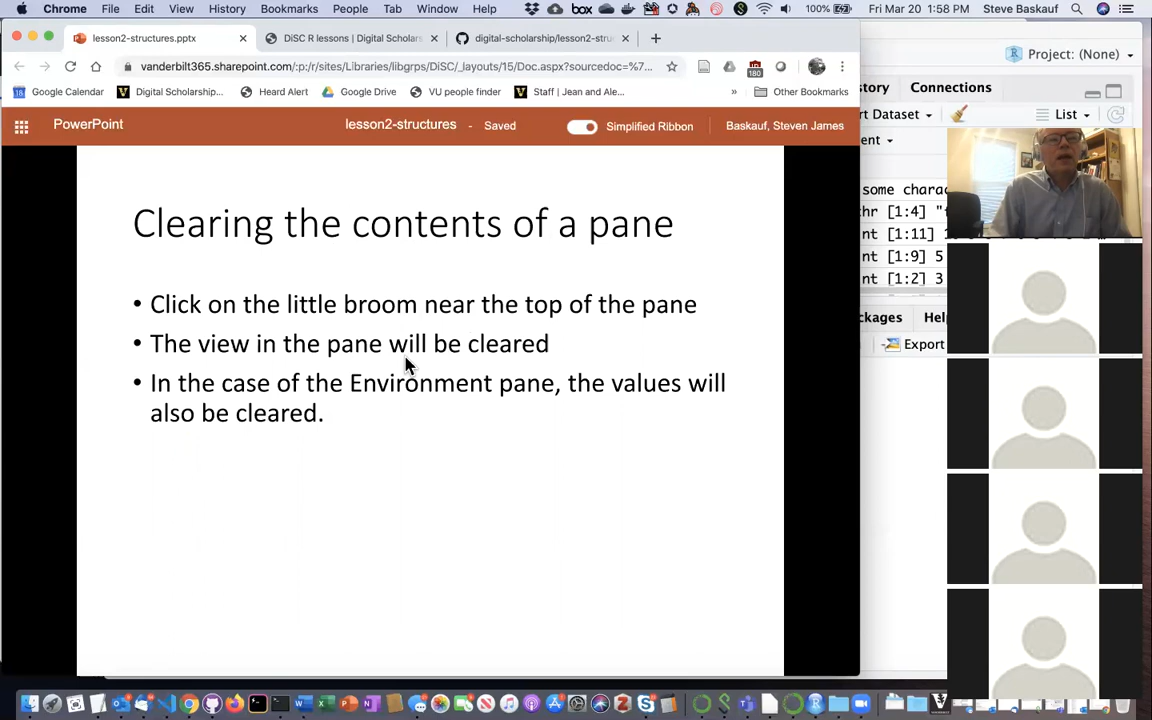 Chrome File Edit View History Bookmarks People Tab Window Help box 100% Fri Mar 20 1:58 PM Steve Baskauf
lesson2-structures.pptx
DiSC R lessons | Digital Scholars
digital-scholarship/lesson2-stru
Project: (None)
vanderbilt365.sharepoint.com/:p:/r/sites/Libraries/libgrps/DiSC/_layouts/15/Doc.aspx?sourcedoc=%7...
180
Google Calendar
Digital Scholarship...
Heard Alert
Google Drive
VU people finder
Staff | Jean and Ale...
»
Other Bookmarks
tory
Connections
rt Dataset
List
ent
PowerPoint
lesson2-structures - Saved
Simplified Ribbon
Baskauf, Steven James
some charac
hr [1:4] "f
nt [1:11] 1
nt [1:9] 5
nt [1:2] 3
ckages
Help
Export
Clearing the contents of a pane
• Click on the little broom near the top of the pane
• The view in the pane will be cleared
• In the case of the Environment pane, the values will
also be cleared.